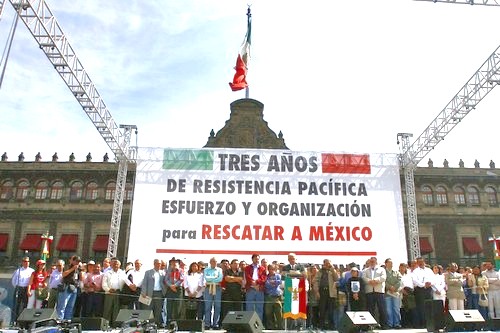 TRES AÑOS
DE RESISTENCIA PACÍFICA
ESFUERZO Y ORGANIZACIÓN
para RESCATAR A MÉXICO